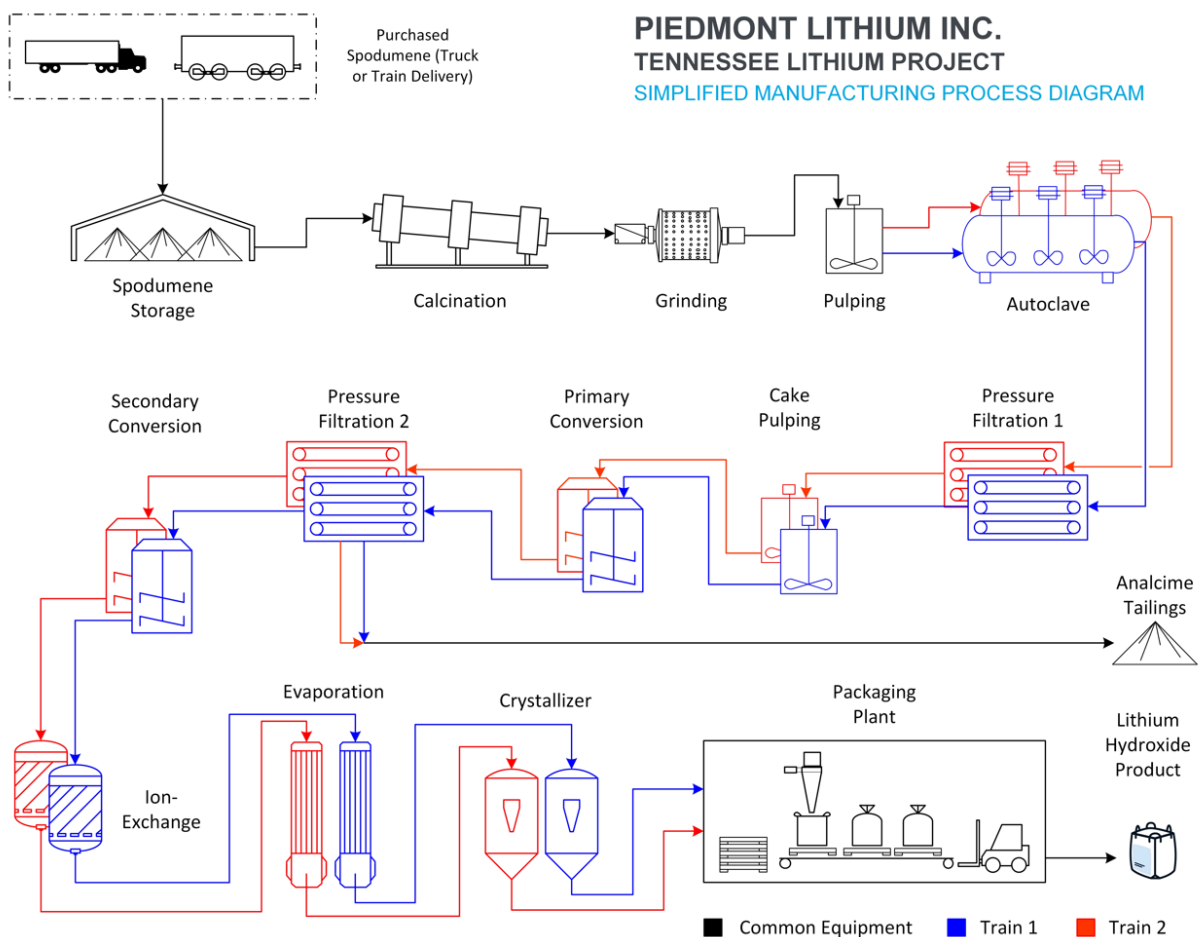 PIEDMONT LITHIUM INC.
TENNESSEE LITHIUM PROJECT
SIMPLIFIED MANUFACTURING PROCESS DIAGRAM
Purchased
Spodumene (Truck
or Train Delivery)
Spodumene
Storage
Calcination
Grinding
Pulping
Autoclave
Secondary
Conversion
Pressure
Filtration 2
Primary
Conversion
Cake
Pulping
Pressure
Filtration 1
Analcime
Tailings
Ion-
Exchange
Evaporation
Crystallizer
Packaging
Plant
Lithium
Hydroxide
Product
Common Equipment
Train 1
Train 2